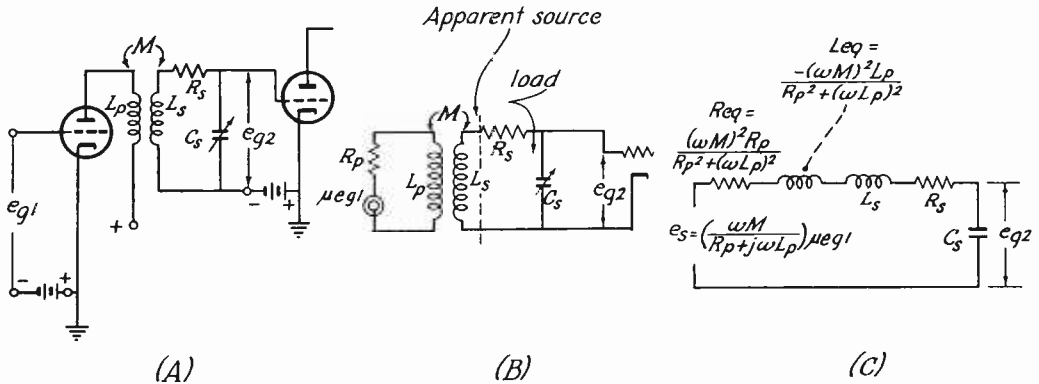 M
Lp
Ls
Rs
Cs
eg2
eg1
+
- +
- +
(A)
Apparent source
load
M
Rp
μeg1
Lp
Ls
Rs
Cs
eg2
(B)
Leq =
-(ωM)²Lp
Rp²+(ωLp)²
Req=
(ωM)²Rp
Rp²+(ωLp)²
Ls
Rs
es=(ωM/Rp+jωLp)μeg1
Cs
eg2
(C)